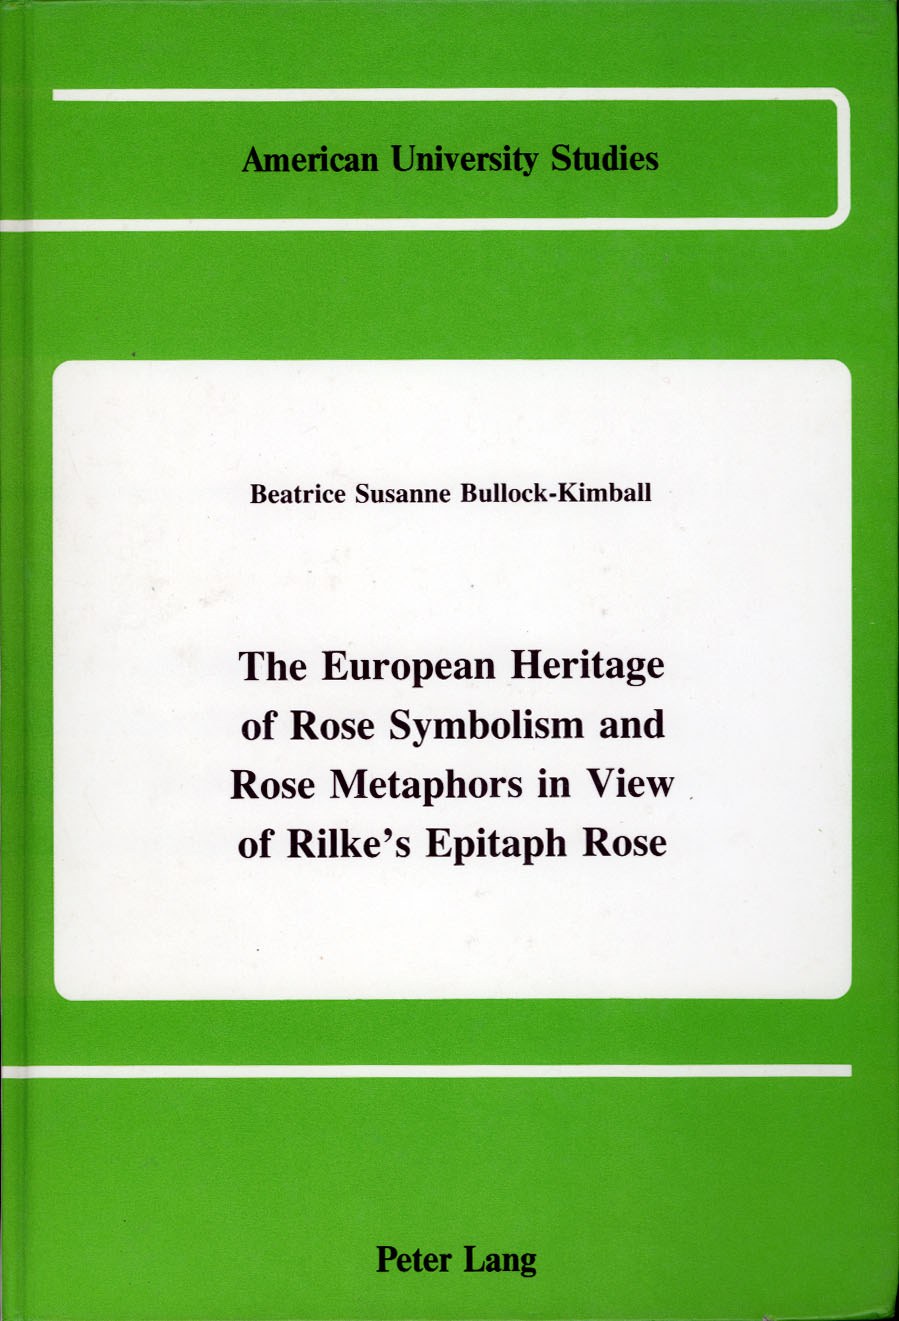 American University Studies
Beatrice Susanne Bullock-Kimball
The European Heritage
of Rose Symbolism and
Rose Metaphors in View
of Rilke's Epitaph Rose
Peter Lang